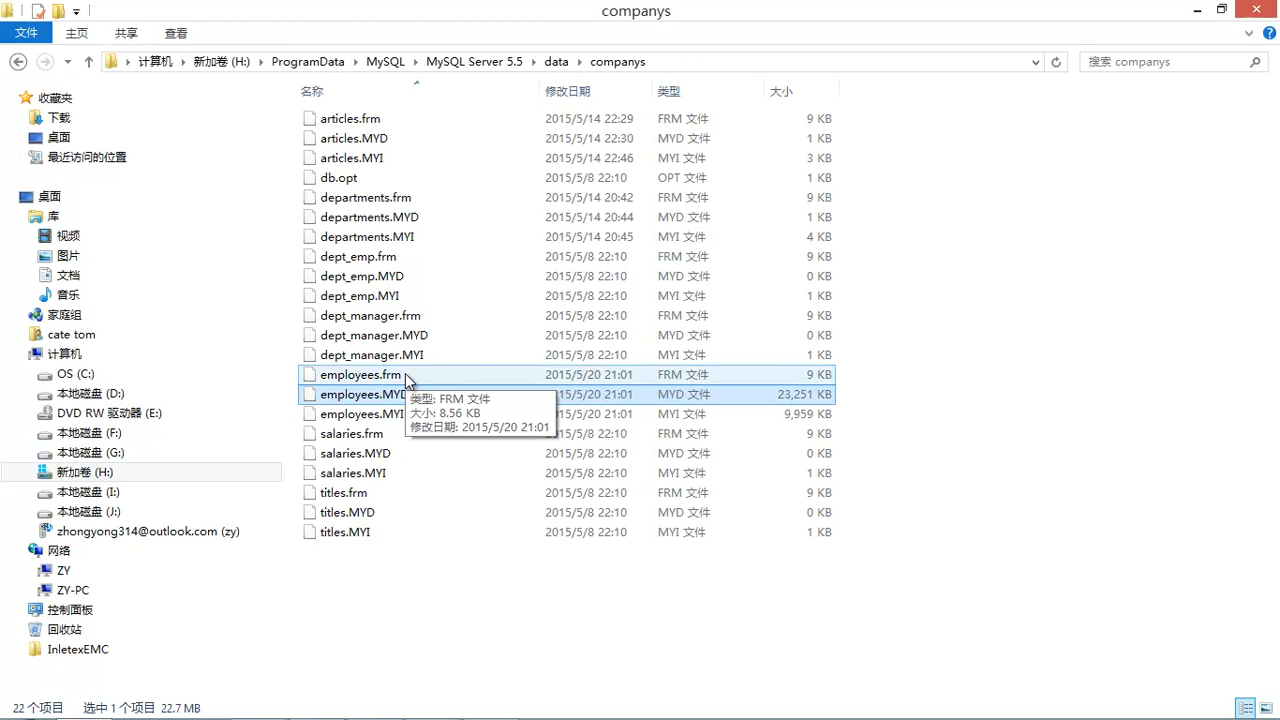 companys
文件 主页 共享 查看
计算机 新加卷 (H:) ProgramData MySQL MySQL Server 5.5 data companys 搜索 companys
收藏夹
下载
桌面
最近访问的位置
桌面
库
视频
图片
文档
音乐
家庭组
cate tom
计算机
OS (C:)
本地磁盘 (D:)
DVD RW 驱动器 (E:)
本地磁盘 (F:)
本地磁盘 (G:)
新加卷 (H:)
本地磁盘 (I:)
本地磁盘 (J:)
zhongyong314@outlook.com (zy)
网络
ZY
ZY-PC
控制面板
回收站
InletexEMC
名称 修改日期 类型 大小
articles.frm 2015/5/14 22:29 FRM 文件 9 KB
articles.MYD 2015/5/14 22:30 MYD 文件 1 KB
articles.MYI 2015/5/14 22:46 MYI 文件 3 KB
db.opt 2015/5/8 22:10 OPT 文件 1 KB
departments.frm 2015/5/14 20:42 FRM 文件 9 KB
departments.MYD 2015/5/14 20:44 MYD 文件 1 KB
departments.MYI 2015/5/14 20:45 MYI 文件 4 KB
dept_emp.frm 2015/5/8 22:10 FRM 文件 9 KB
dept_emp.MYD 2015/5/8 22:10 MYD 文件 0 KB
dept_emp.MYI 2015/5/8 22:10 MYI 文件 1 KB
dept_manager.frm 2015/5/8 22:10 FRM 文件 9 KB
dept_manager.MYD 2015/5/8 22:10 MYD 文件 0 KB
dept_manager.MYI 2015/5/8 22:10 MYI 文件 1 KB
employees.frm 2015/5/20 21:01 FRM 文件 9 KB
employees.MYD 2015/5/20 21:01 MYD 文件 23,251 KB
employees.MYI 2015/5/20 21:01 MYI 文件 9,959 KB
类型: FRM 文件
大小: 8.56 KB
修改日期: 2015/5/20 21:01
salaries.frm 2015/5/8 22:10 FRM 文件 9 KB
salaries.MYD 2015/5/8 22:10 MYD 文件 0 KB
salaries.MYI 2015/5/8 22:10 MYI 文件 1 KB
titles.frm 2015/5/8 22:10 FRM 文件 9 KB
titles.MYD 2015/5/8 22:10 MYD 文件 0 KB
titles.MYI 2015/5/8 22:10 MYI 文件 1 KB
22 个项目 选中 1 个项目 22.7 MB